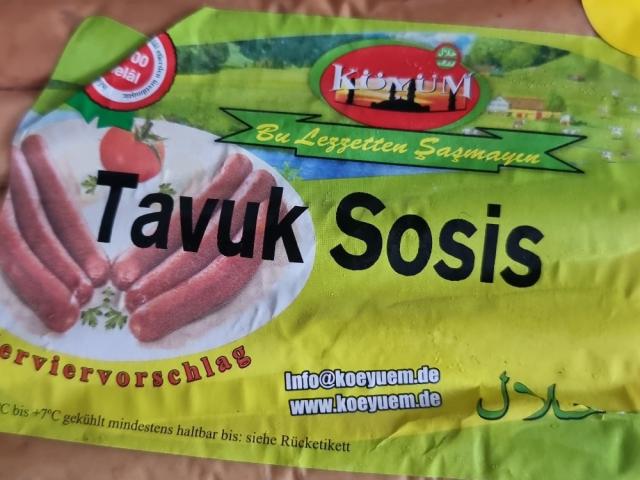 KÖYÜM
حلال
Bu Lezzetten Şaşmayın
Tavuk Sosis
erviervorschlag
Info@koeyuem.de
www.koeyuem.de
حلال
°C bis +7°C gekühlt mindestens haltbar bis: siehe Rücketikett